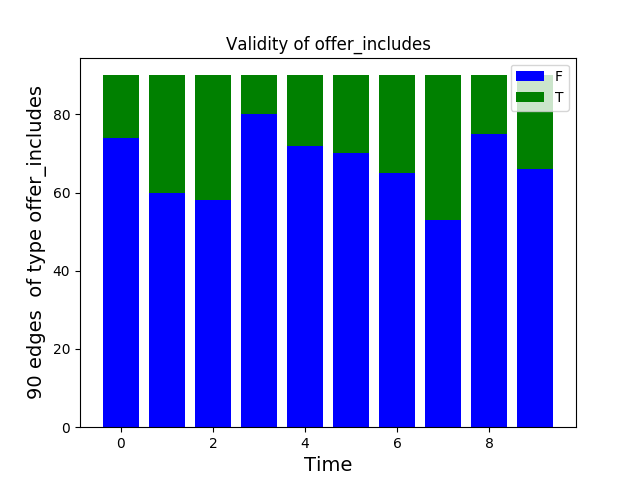 Validity of offer_includes
F
T
90 edges  of type offer_includes
80
60
40
20
0
0 2 4 6 8
Time